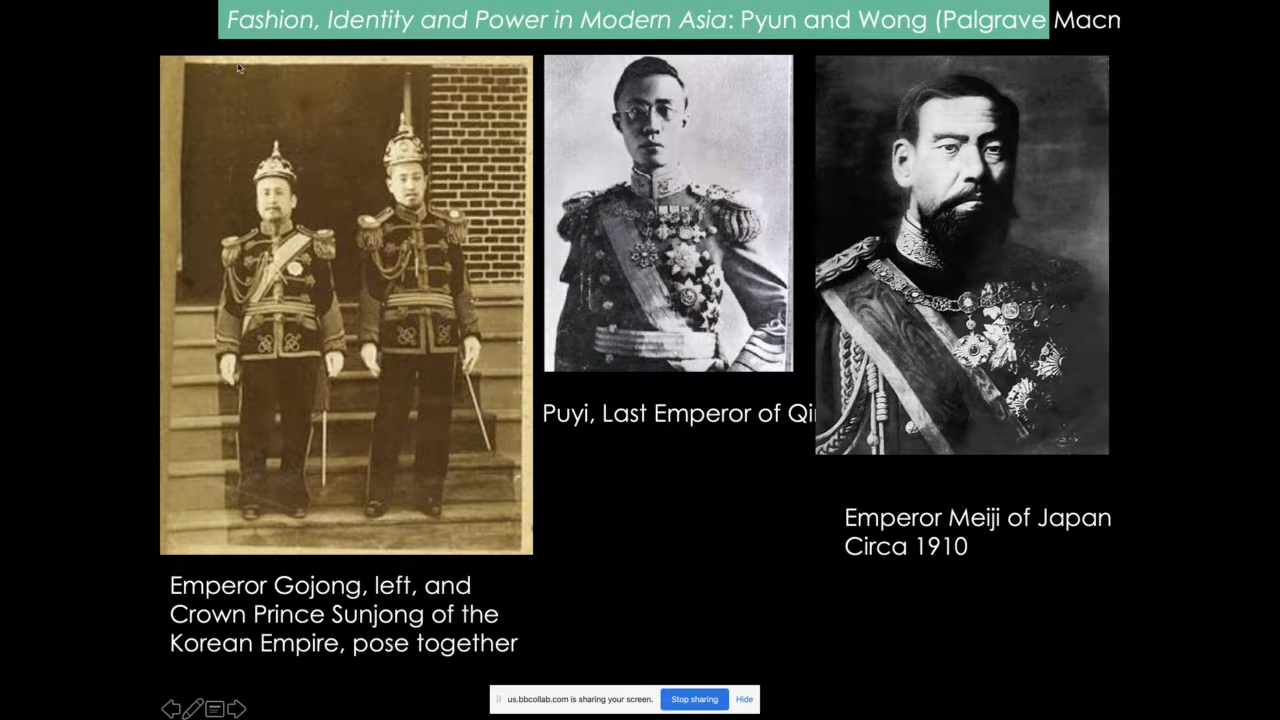 Fashion, Identity and Power in Modern Asia: Pyun and Wong (Palgrave Macn
Puyi, Last Emperor of Qi
Emperor Meiji of Japan
Circa 1910
Emperor Gojong, left, and
Crown Prince Sunjong of the
Korean Empire, pose together
us.bbcollab.com is sharing your screen.
Stop sharing
Hide